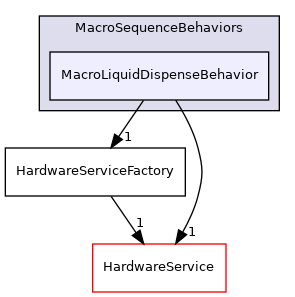 MacroSequenceBehaviors
MacroLiquidDispenseBehavior
1
HardwareServiceFactory
1
1
HardwareService